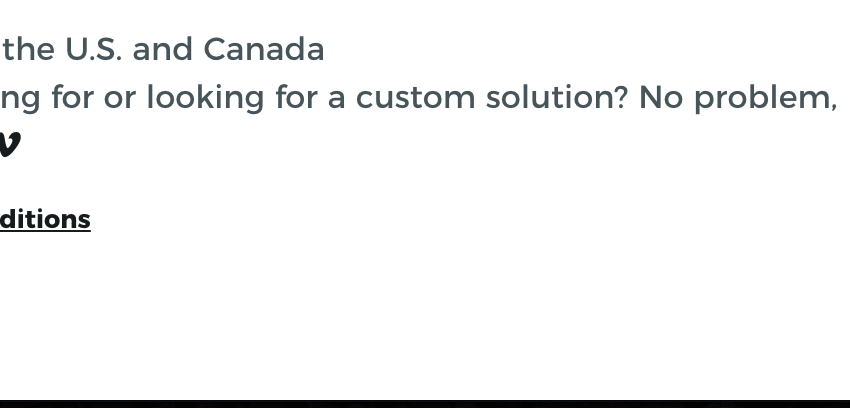 the U.S. and Canada
ng for or looking for a custom solution? No problem,
v
ditions